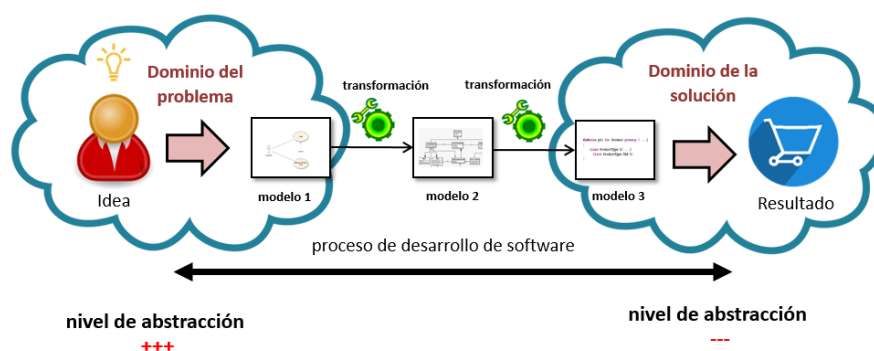 Dominio del
problema
Idea
modelo 1
transformación
modelo 2
transformación
Dominio de la
solución
modelo 3
Resultado
proceso de desarrollo de software
nivel de abstracción
+++
nivel de abstracción
---